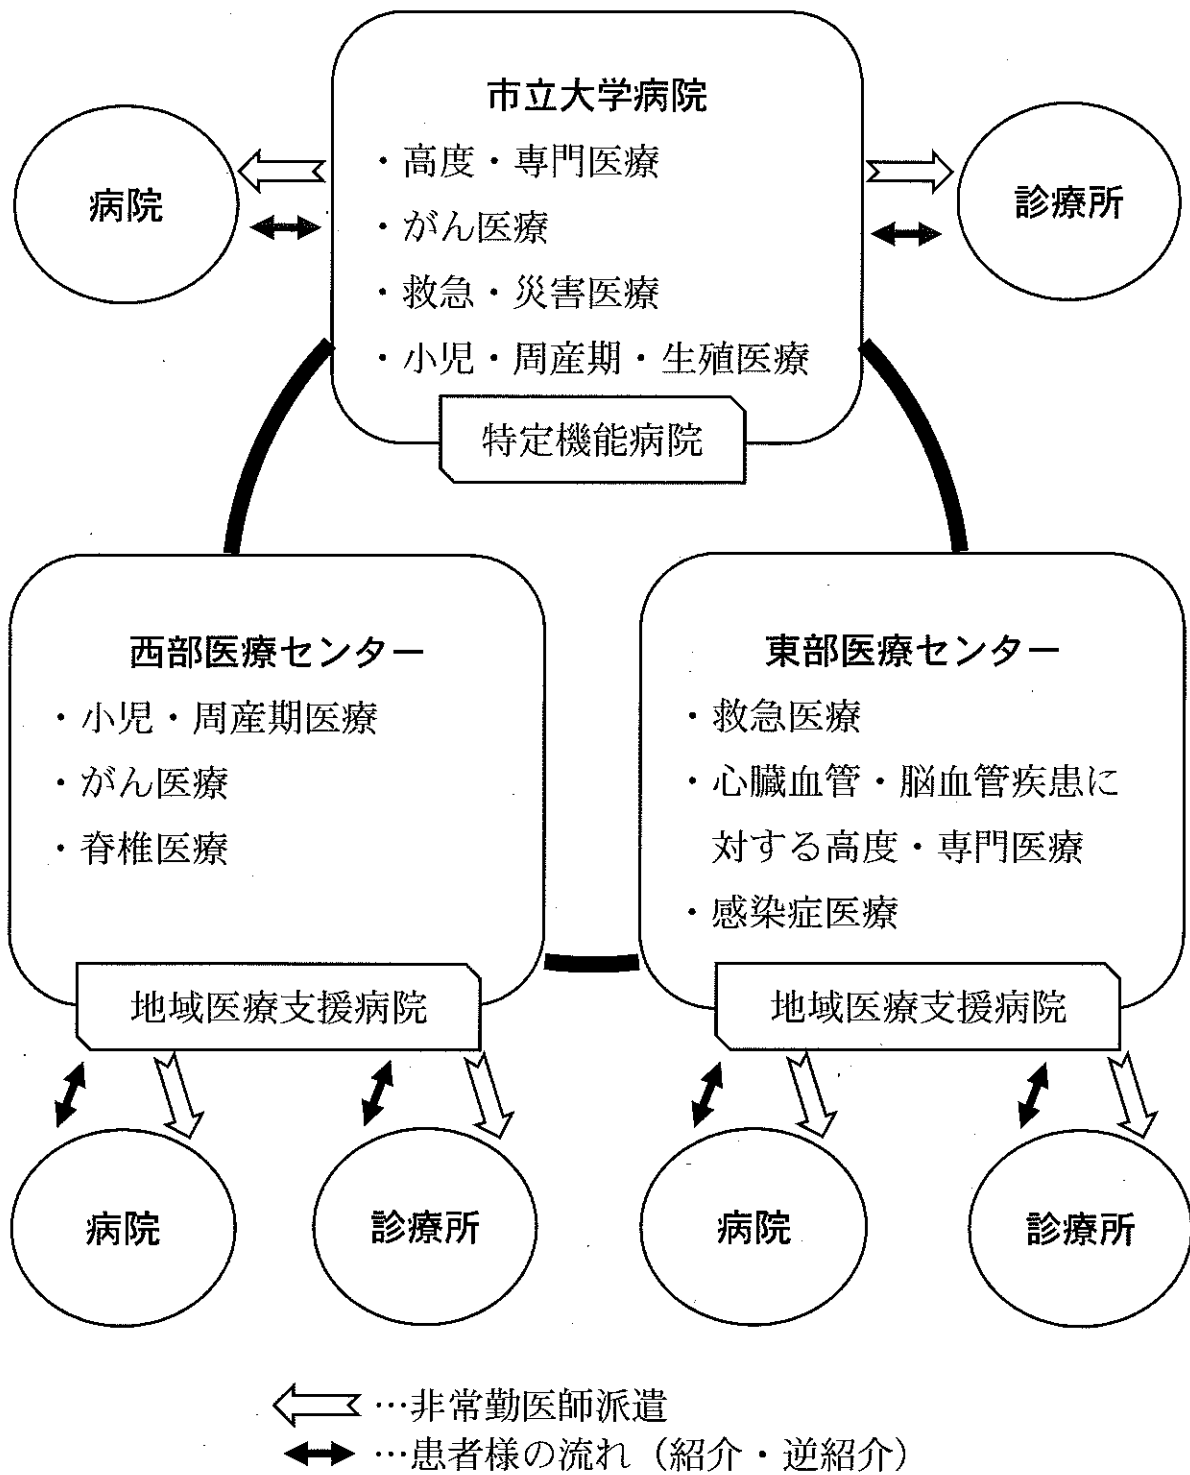 市立大学病院
・高度・専門医療
・がん医療
・救急・災害医療
・小児・周産期・生殖医療
特定機能病院
病院
診療所
西部医療センター
・小児・周産期医療
・がん医療
・脊椎医療
地域医療支援病院
東部医療センター
・救急医療
・心臓血管・脳血管疾患に
対する高度・専門医療
・感染症医療
地域医療支援病院
病院
診療所
病院
診療所
…非常勤医師派遣
…患者様の流れ（紹介・逆紹介）